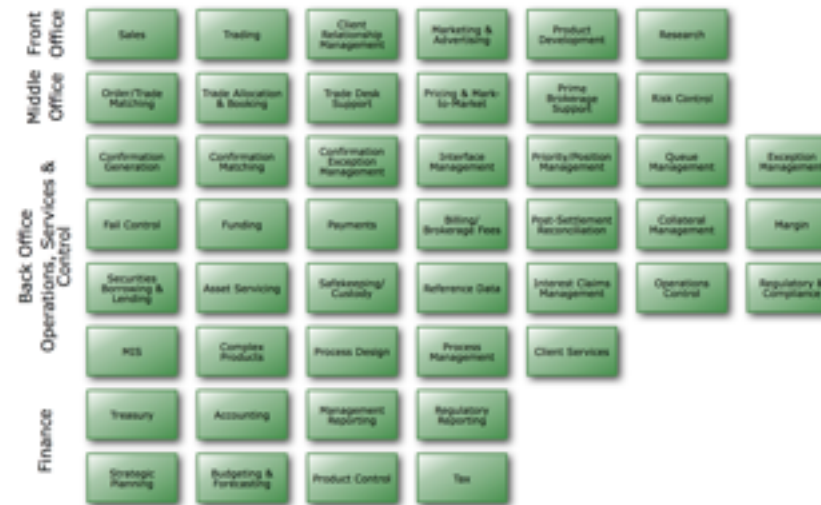 Front
Office
Sales
Trading
Client
Relationship
Management
Marketing &
Advertising
Product
Development
Research
Middle
Office
Order/Trade
Matching
Trade Allocation
& Booking
Trade Desk
Support
Pricing & Mark-
to-Market
Prime
Brokerage
Support
Risk Control
Back Office
Operations, Services &
Control
Confirmation
Generation
Confirmation
Matching
Confirmation
Exception
Management
Interface
Management
Priority/Position
Management
Queue
Management
Exception
Management
Fail Control
Funding
Payments
Billing/
Brokerage Fees
Post-Settlement
Reconciliation
Collateral
Management
Margin
Securities
Borrowing &
Lending
Asset Servicing
Safekeeping/
Custody
Reference Data
Interest Claims
Management
Operations
Control
Regulatory &
Compliance
MIS
Complex
Products
Process Design
Process
Management
Client Services
Finance
Treasury
Accounting
Management
Reporting
Regulatory
Reporting
Strategic
Planning
Budgeting &
Forecasting
Product Control
Tax